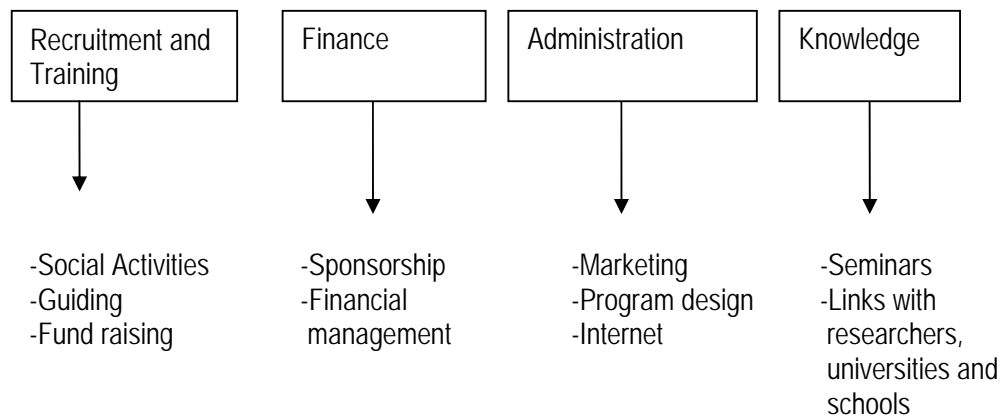 Recruitment and
Training
Finance
Administration
Knowledge
-Social Activities
-Guiding
-Fund raising
-Sponsorship
-Financial
management
-Marketing
-Program design
-Internet
-Seminars
-Links with
researchers,
universities and
schools